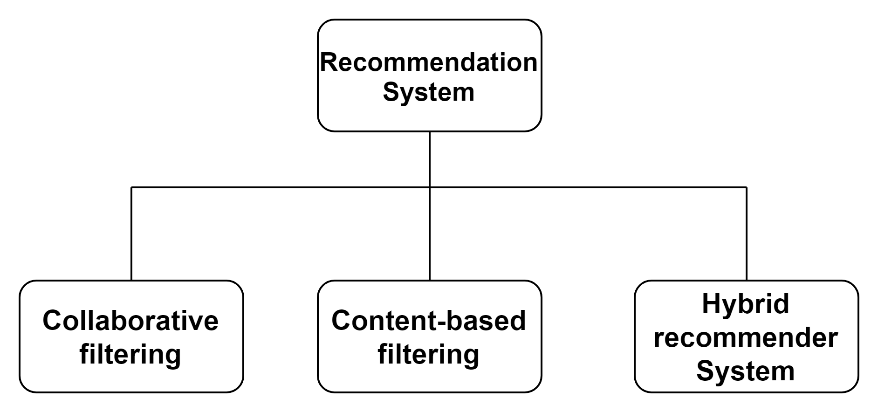 Recommendation
System
Collaborative
filtering
Content-based
filtering
Hybrid
recommender
System